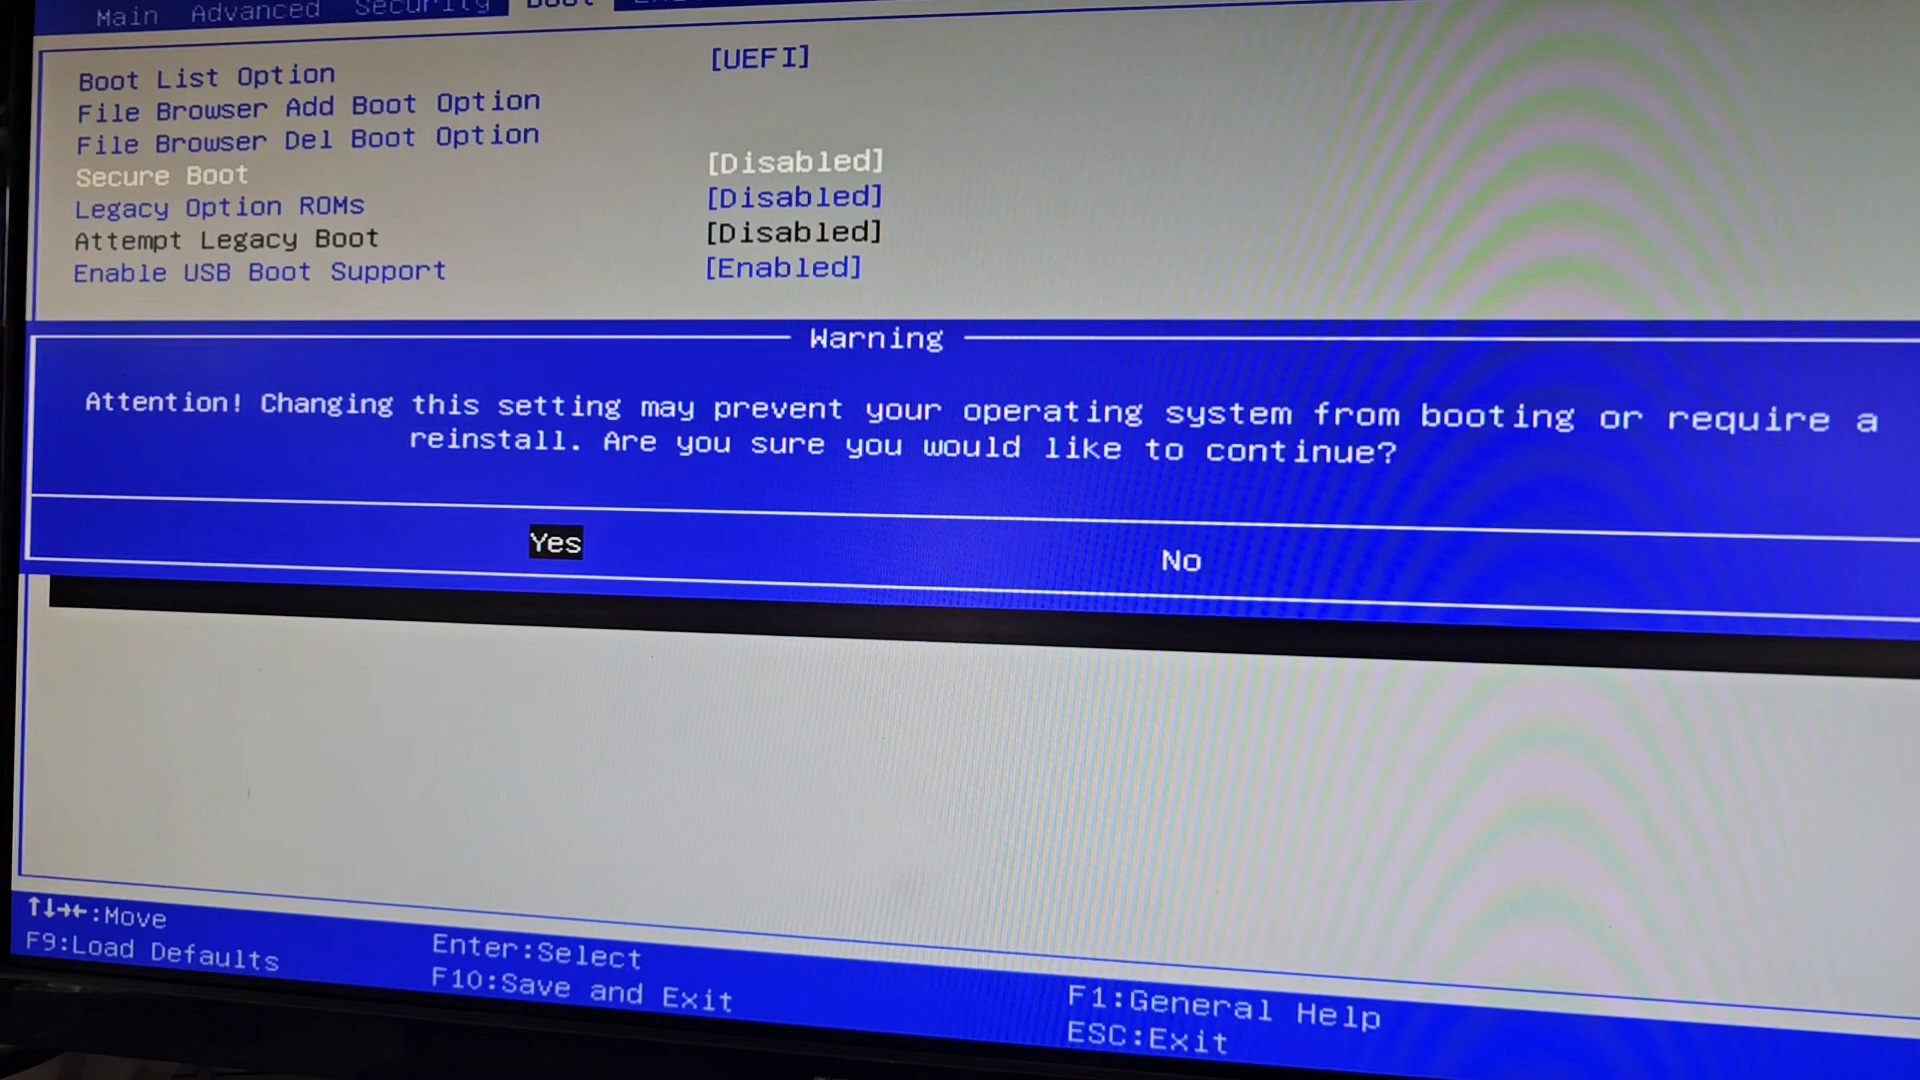 Main Advanced Security Boot
Boot List Option [UEFI]
File Browser Add Boot Option
File Browser Del Boot Option
Secure Boot [Disabled]
Legacy Option ROMs [Disabled]
Attempt Legacy Boot [Disabled]
Enable USB Boot Support [Enabled]
Warning
Attention! Changing this setting may prevent your operating system from booting or require a
reinstall. Are you sure you would like to continue?
Yes No
↑↓→←:Move Enter:Select F1:General Help
F9:Load Defaults F10:Save and Exit ESC:Exit